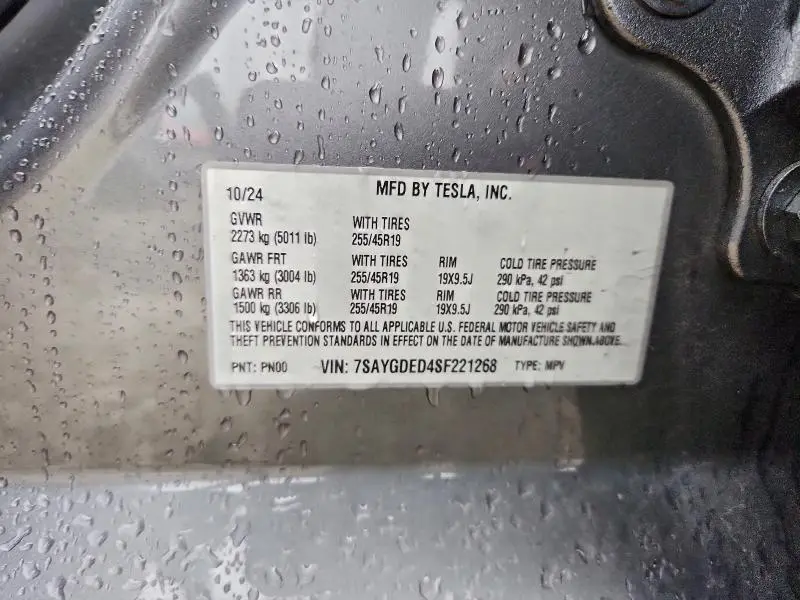 10/24 MFD BY TESLA, INC.
GVWR WITH TIRES
2273 kg (5011 lb) 255/45R19
GAWR FRT WITH TIRES RIM COLD TIRE PRESSURE
1363 kg (3004 lb) 255/45R19 19X9.5J 290 kPa, 42 psi
GAWR RR WITH TIRES RIM COLD TIRE PRESSURE
1500 kg (3306 lb) 255/45R19 19X9.5J 290 kPa, 42 psi
THIS VEHICLE CONFORMS TO ALL APPLICABLE U.S. FEDERAL MOTOR VEHICLE SAFETY AND
THEFT PREVENTION STANDARDS IN EFFECT ON THE DATE OF MANUFACTURE SHOWN ABOVE.
PNT: PN00 VIN: 7SAYGDED4SF221268 TYPE: MPV